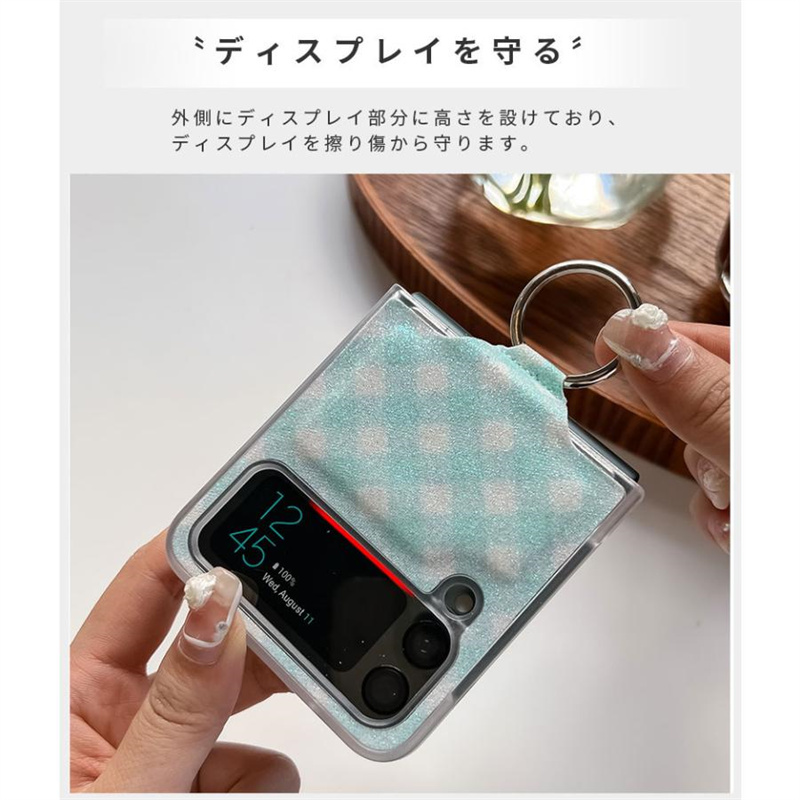 〝ディスプレイを守る〞
外側にディスプレイ部分に高さを設けており、
ディスプレイを擦り傷から守ります。
12
45
100%
Wed, August 11